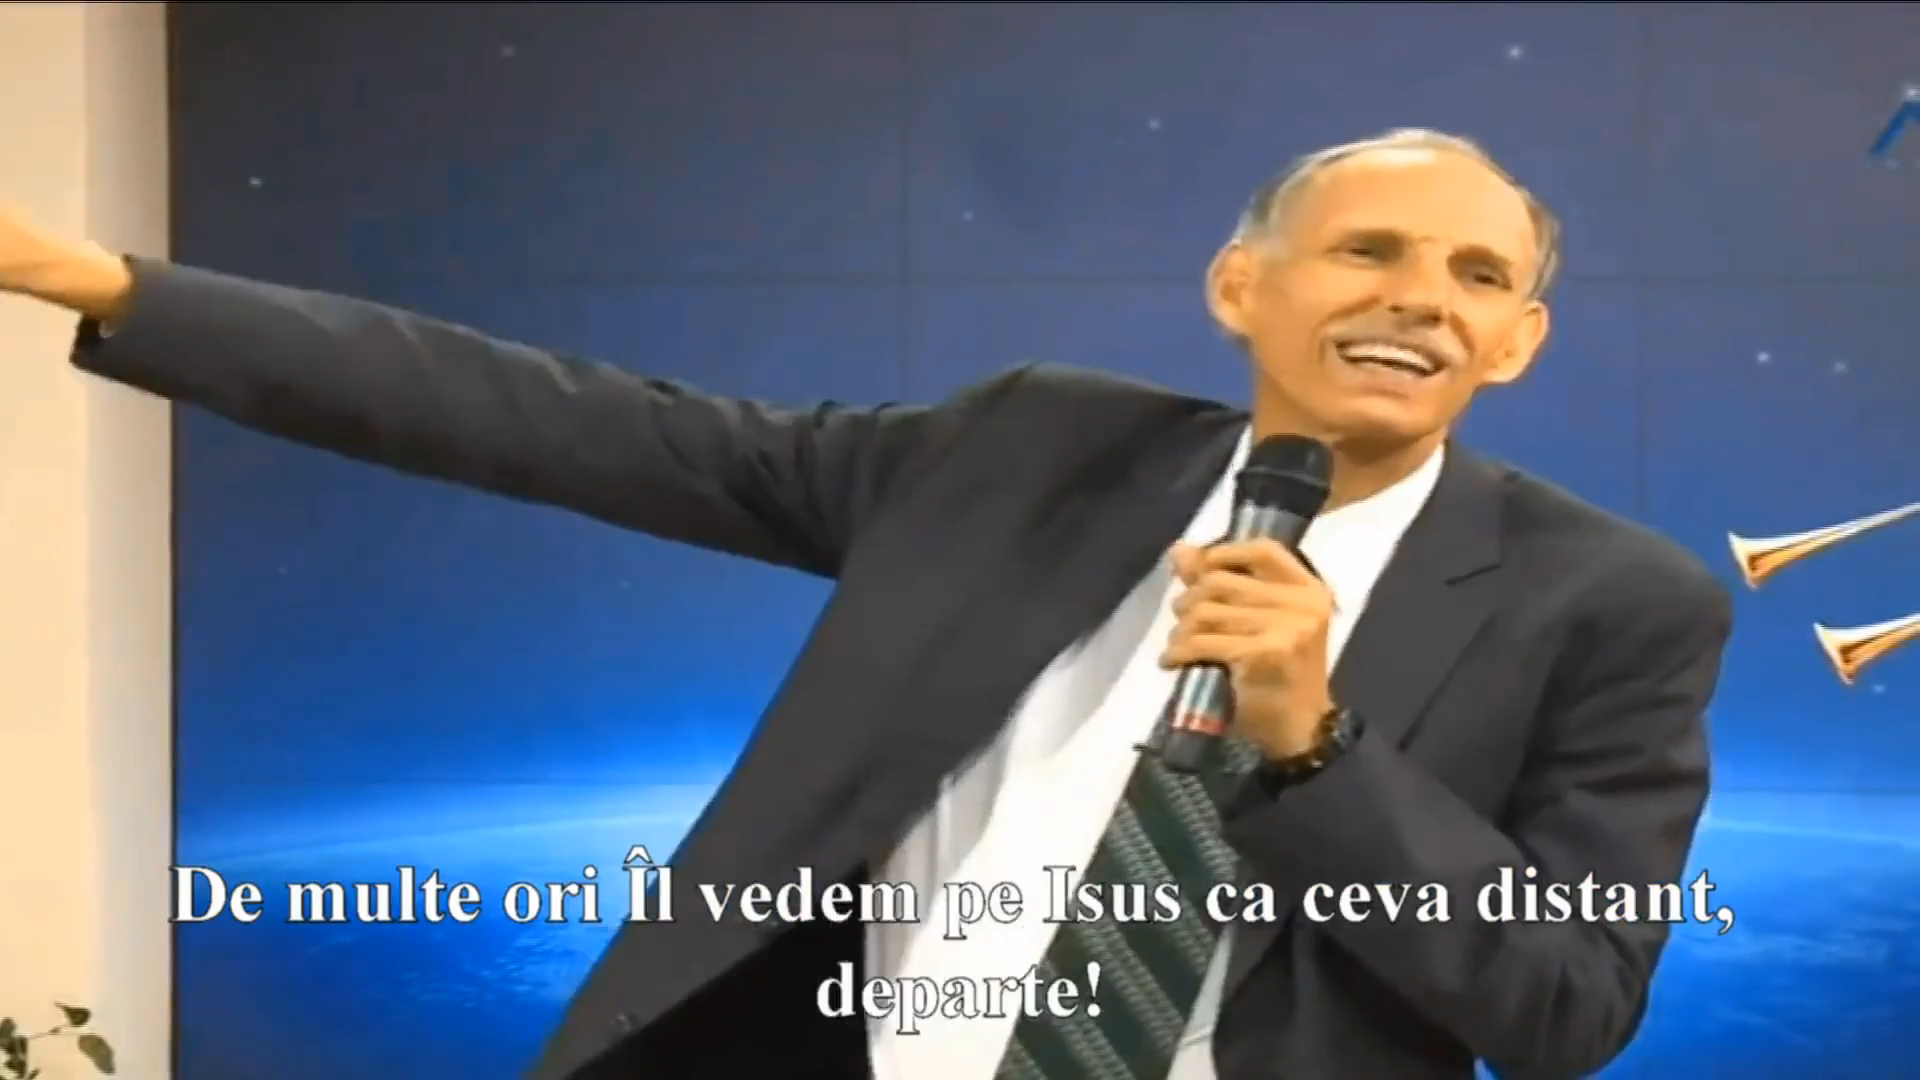 De multe ori Îl vedem pe Isus ca ceva distant,
departe!